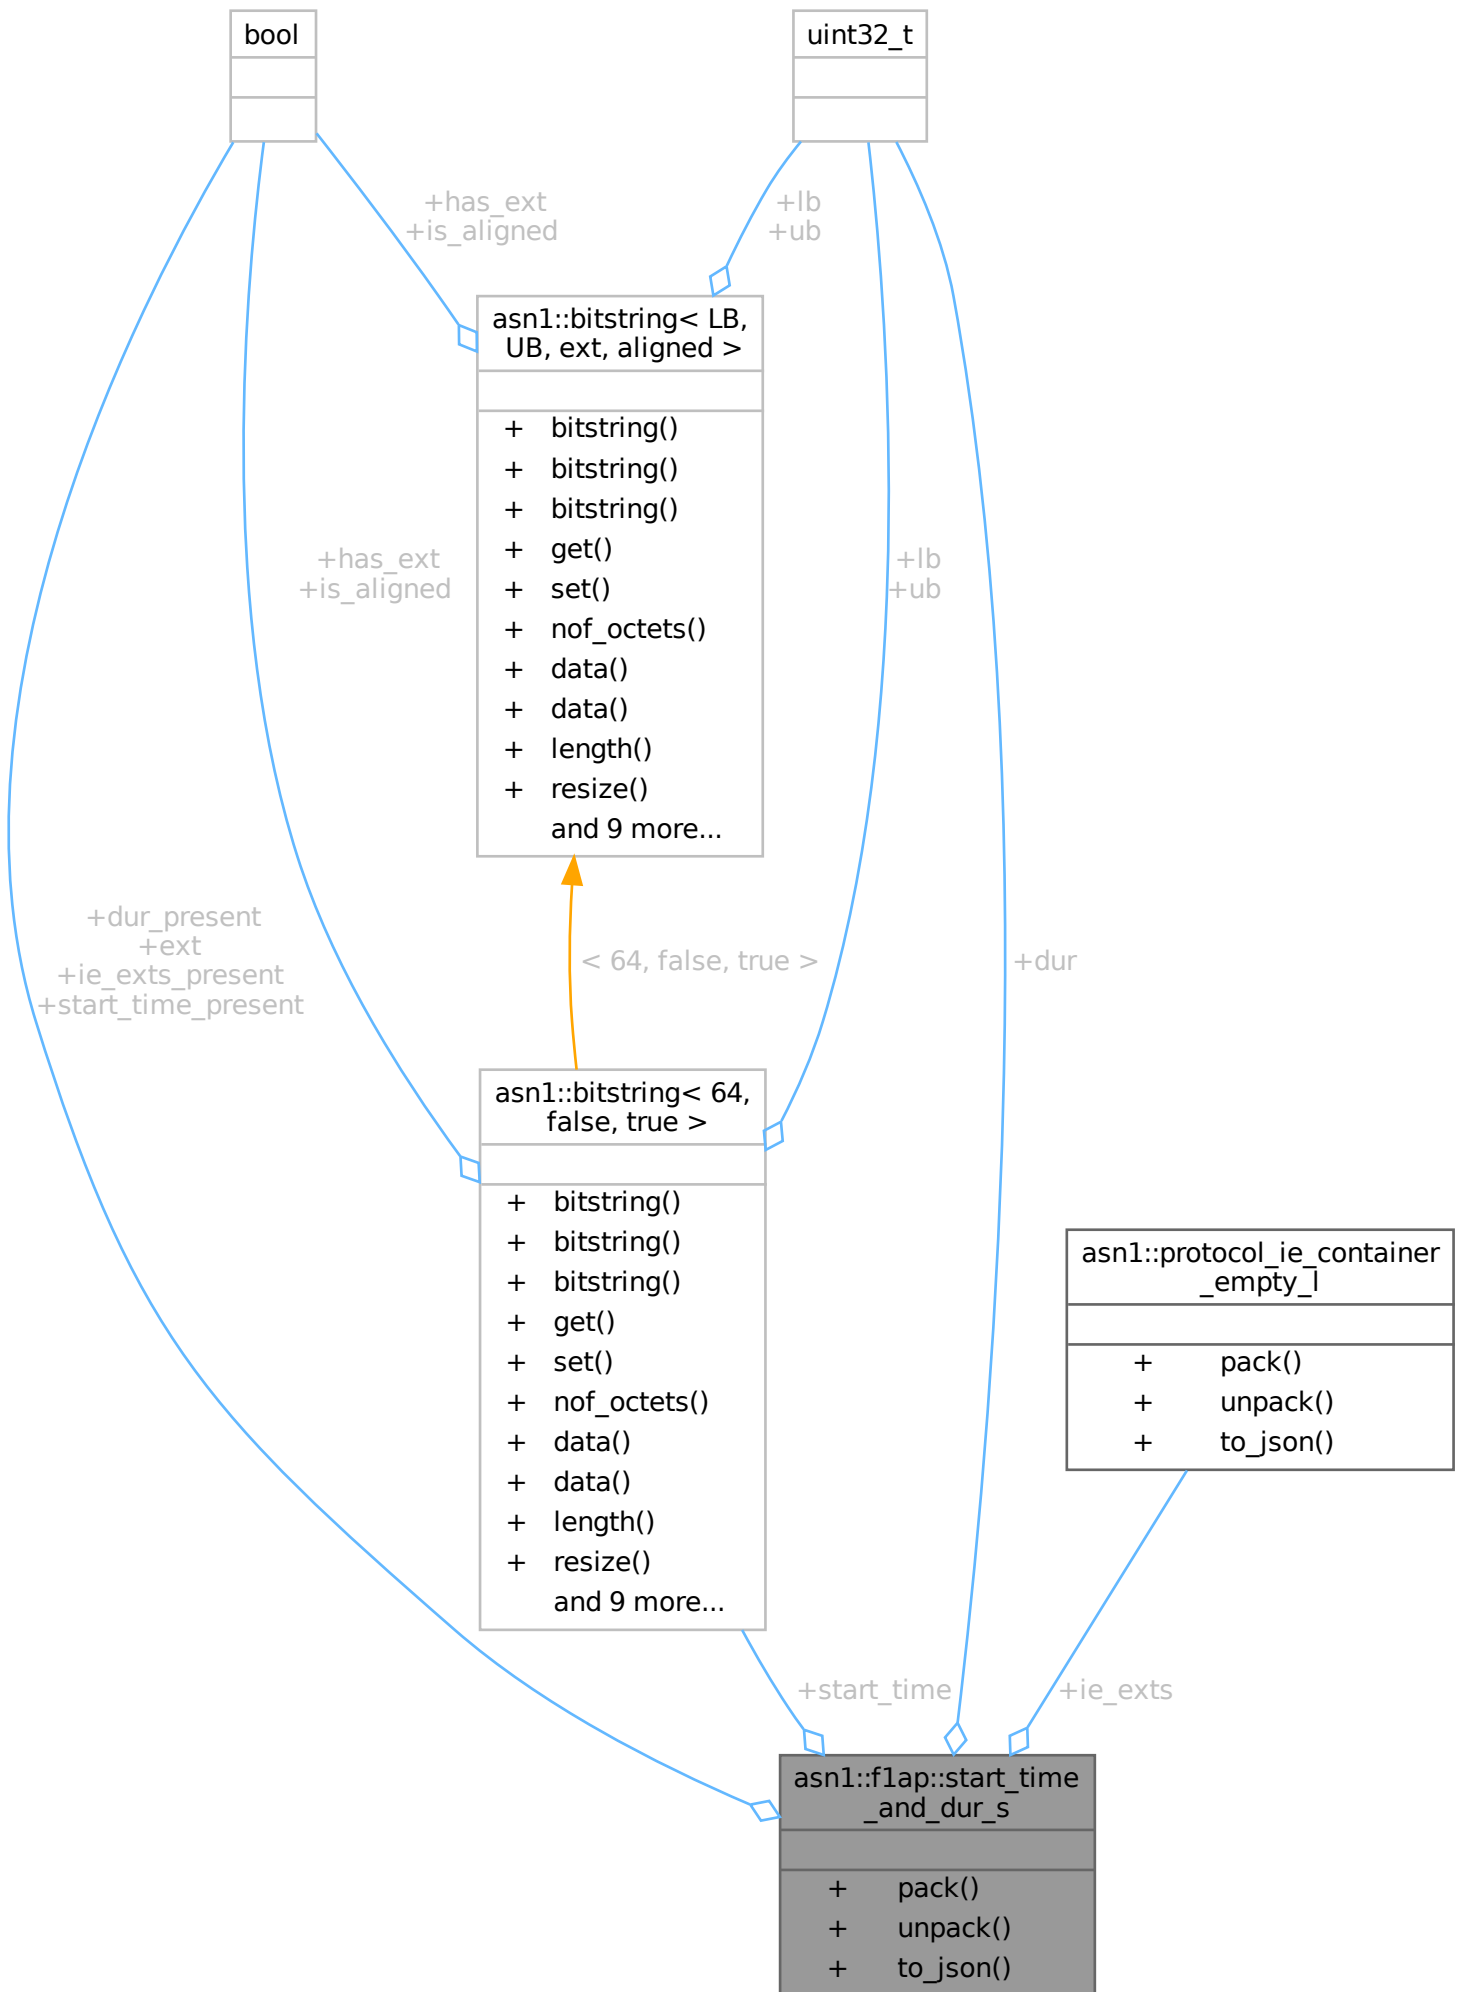 bool
uint32_t
+has_ext
+is_aligned
+lb
+ub
asn1::bitstring< LB,
UB, ext, aligned >
+ bitstring()
+ bitstring()
+ bitstring()
+ get()
+ set()
+ nof_octets()
+ data()
+ data()
+ length()
+ resize()
and 9 more...
+has_ext
+is_aligned
+lb
+ub
+dur_present
+ext
+ie_exts_present
+start_time_present
< 64, false, true >
+dur
asn1::bitstring< 64,
false, true >
+ bitstring()
+ bitstring()
+ bitstring()
+ get()
+ set()
+ nof_octets()
+ data()
+ data()
+ length()
+ resize()
and 9 more...
asn1::protocol_ie_container
_empty_l
+ pack()
+ unpack()
+ to_json()
+start_time
+ie_exts
asn1::f1ap::start_time
_and_dur_s
+ pack()
+ unpack()
+ to_json()